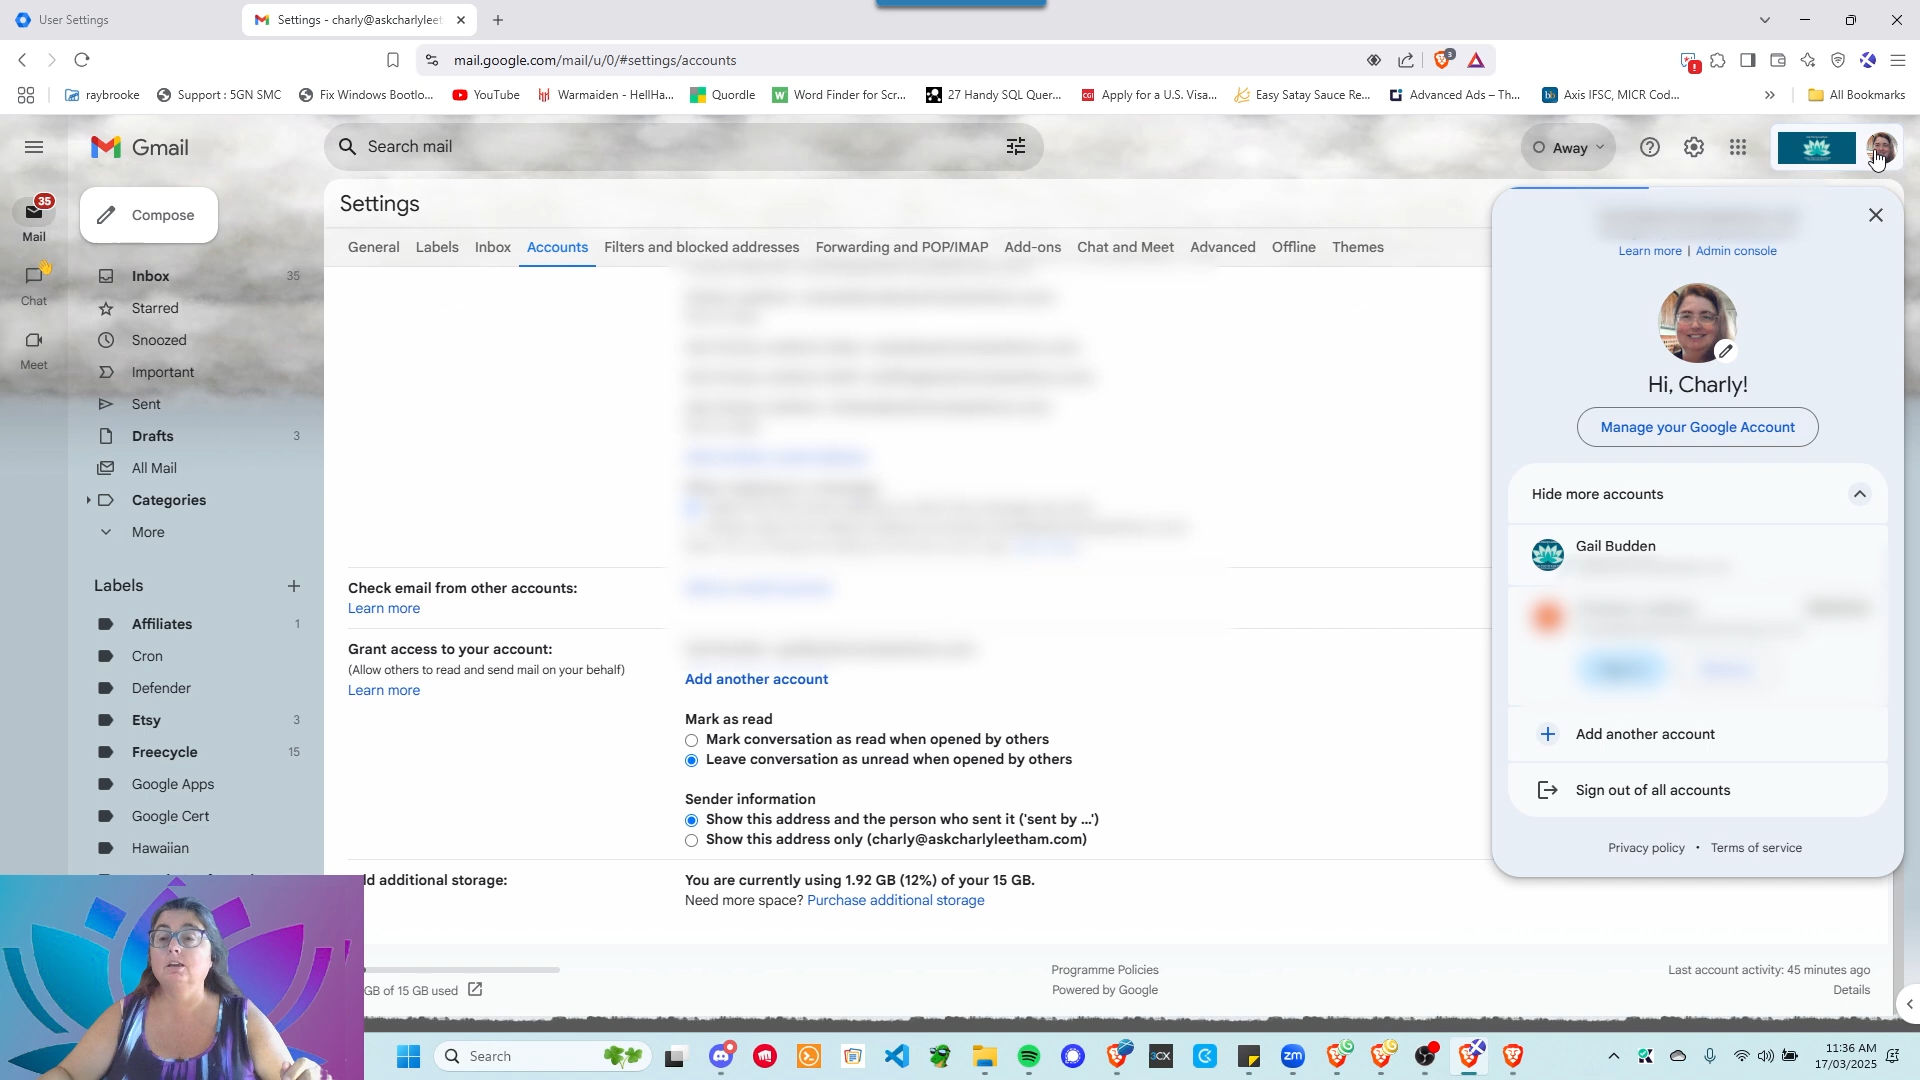 User Settings
Settings - charly@askcharlyleet
mail.google.com/mail/u/0/#settings/accounts
3
raybrooke
Support : 5GN SMC
Fix Windows Bootlo...
YouTube
Warmaiden - HellHa...
Quordle
Word Finder for Scr...
27 Handy SQL Quer...
Apply for a U.S. Visa...
Easy Satay Sauce Re...
Advanced Ads – Th...
Axis IFSC, MICR Cod...
All Bookmarks
Gmail
Search mail
Away
35
Mail
Chat
Meet
Compose
Inbox 35
Starred
Snoozed
Important
Sent
Drafts 3
All Mail
Categories
More
Labels
Affiliates 1
Cron
Defender
Etsy 3
Freecycle 15
Google Apps
Google Cert
Hawaiian
Settings
General Labels Inbox Accounts Filters and blocked addresses Forwarding and POP/IMAP Add-ons Chat and Meet Advanced Offline Themes
Check email from other accounts:
Learn more
Grant access to your account:
(Allow others to read and send mail on your behalf)
Learn more
Add another account
Mark as read
Mark conversation as read when opened by others
Leave conversation as unread when opened by others
Sender information
Show this address and the person who sent it ('sent by ...')
Show this address only (charly@askcharlyleetham.com)
d additional storage:
You are currently using 1.92 GB (12%) of your 15 GB.
Need more space? Purchase additional storage
GB of 15 GB used
Programme Policies
Powered by Google
Last account activity: 45 minutes ago
Details
Learn more | Admin console
Hi, Charly!
Manage your Google Account
Hide more accounts
Gail Budden
Add another account
Sign out of all accounts
Privacy policy • Terms of service
Search
3CX
zm
11:36 AM
17/03/2025